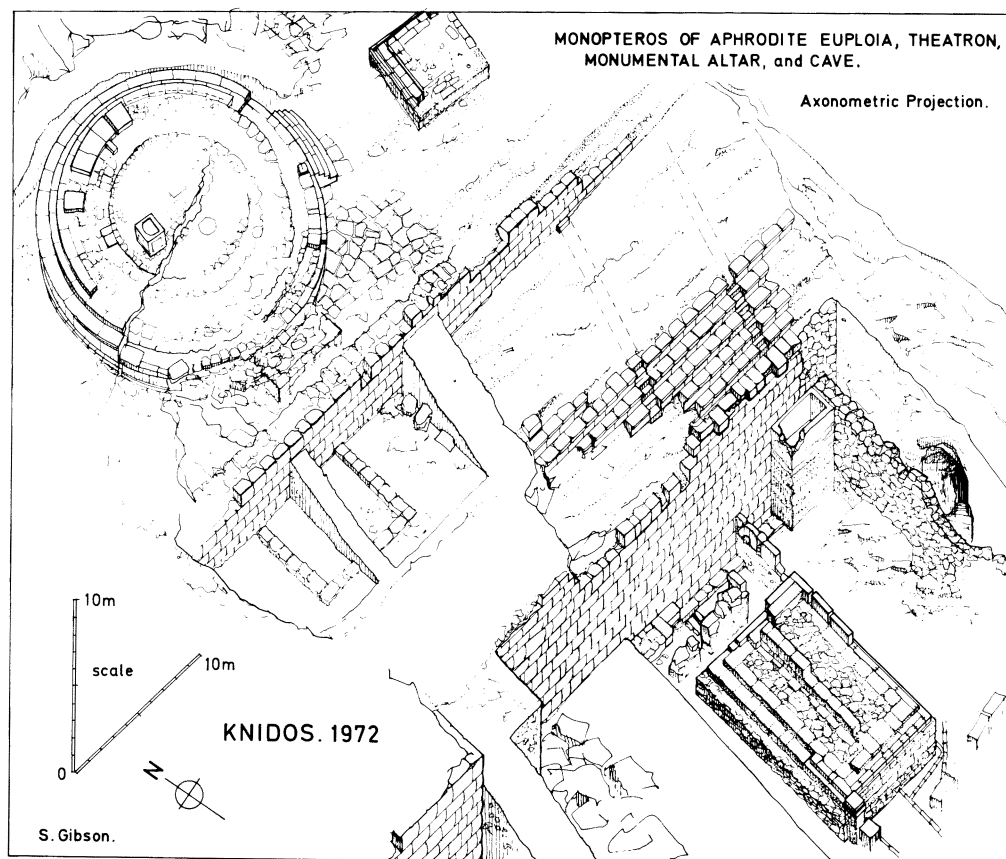 MONOPTEROS OF APHRODITE EUPLOIA, THEATRON,
MONUMENTAL ALTAR, and CAVE.
Axonometric Projection.
10m
scale
10m
0
KNIDOS. 1972
N
S. Gibson.